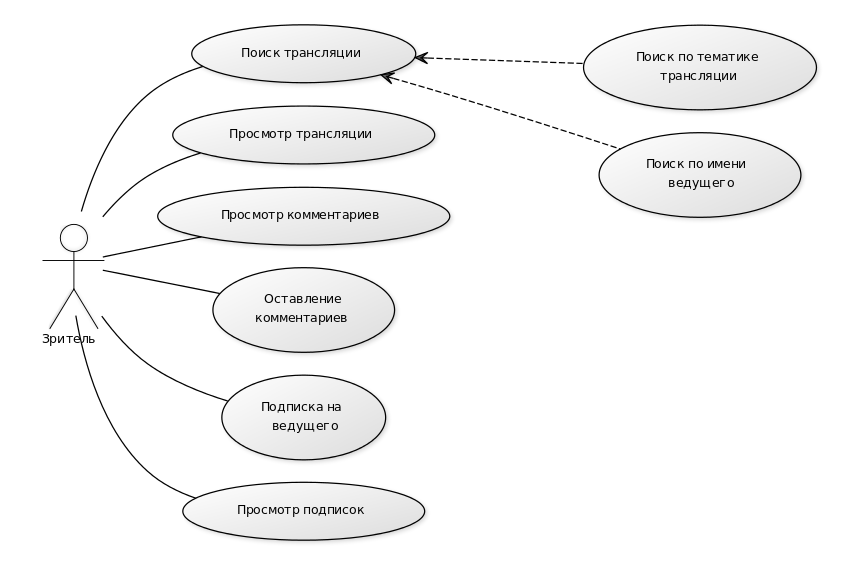 Поиск трансляции
Поиск по тематике
трансляции
Просмотр трансляции
Поиск по имени
ведущего
Просмотр комментариев
Оставление
комментариев
Зритель
Подписка на
ведущего
Просмотр подписок